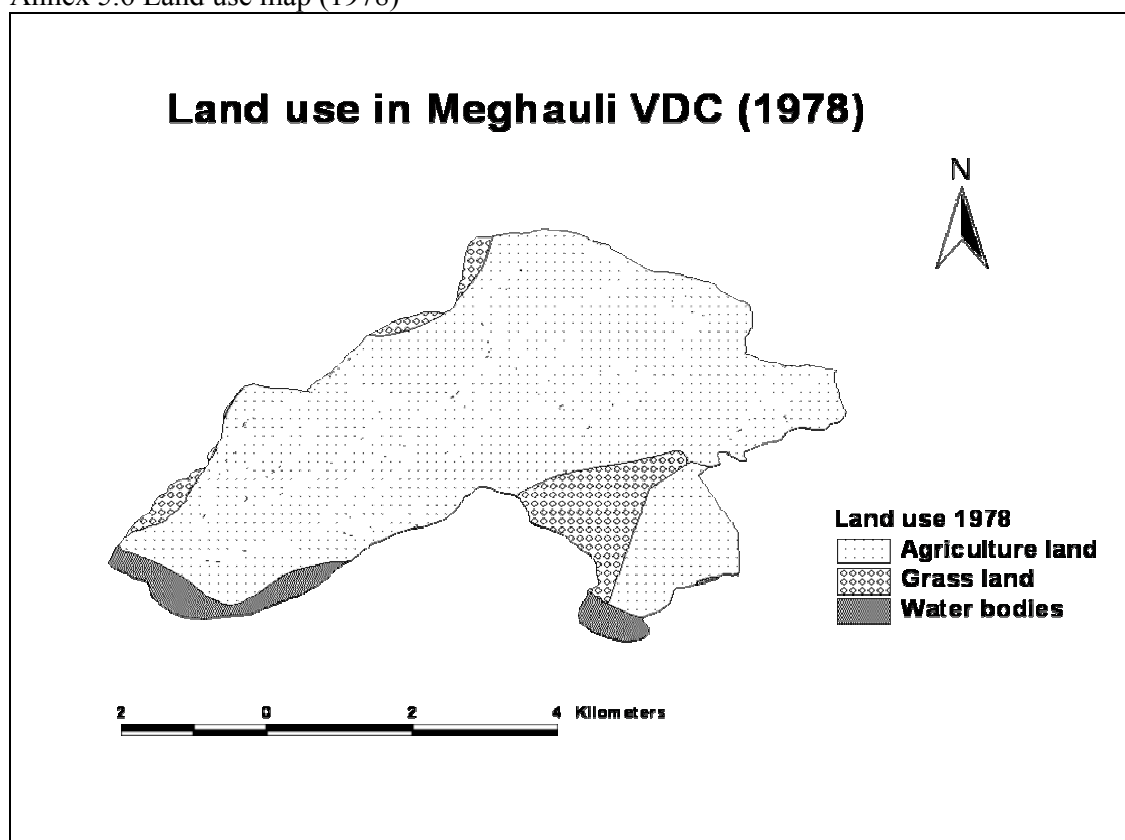 Annex 5.6 Land use map (1978)
Land use in Meghauli VDC (1978)
N
Land use 1978
Agriculture land
Grass land
Water bodies
2 0 2 4 Kilometers